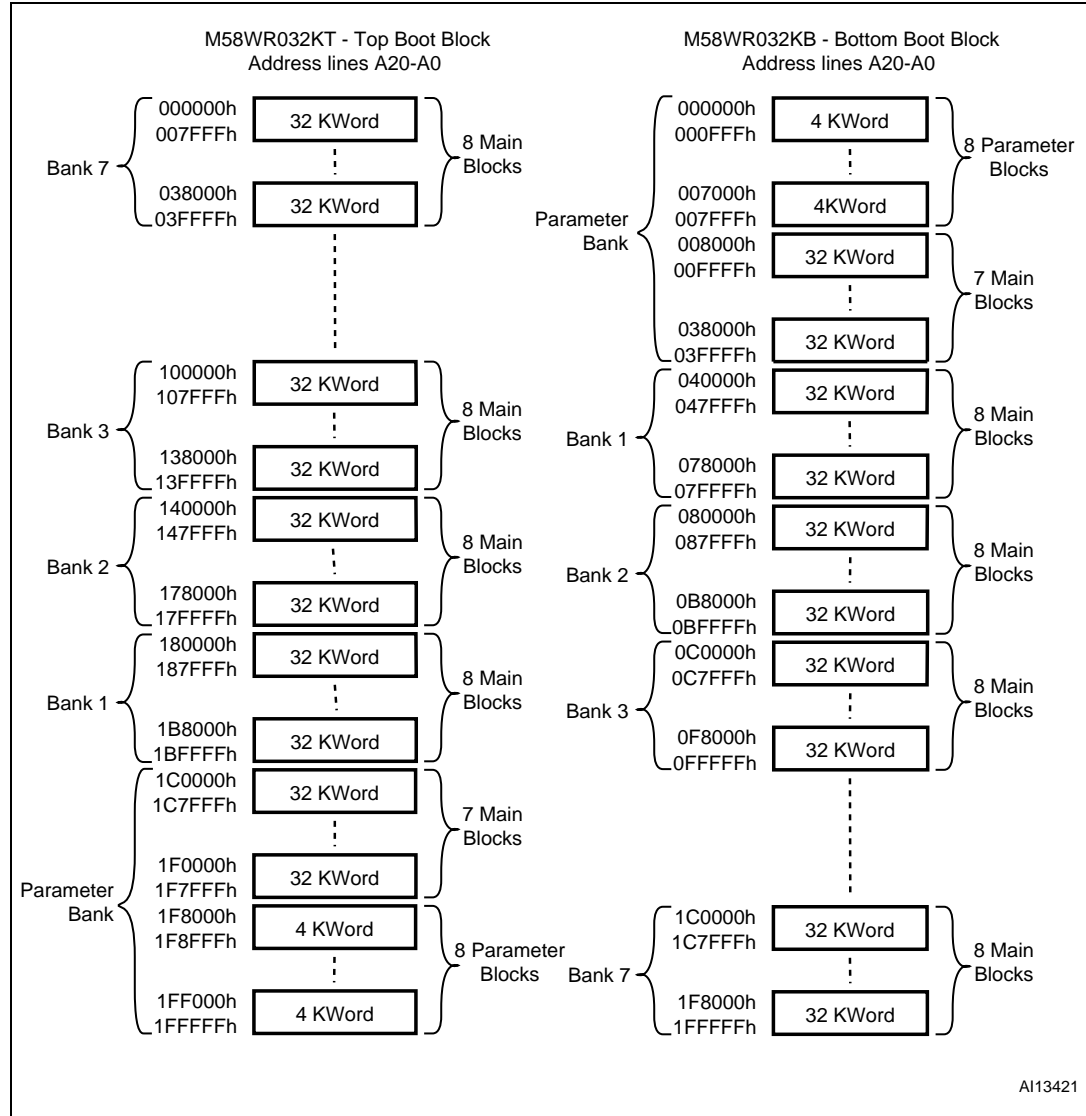 M58WR032KT - Top Boot Block
Address lines A20-A0
Bank 7
000000h
007FFFh
32 KWord
038000h
03FFFFh
32 KWord
8 Main
Blocks
Bank 3
100000h
107FFFh
32 KWord
138000h
13FFFFh
32 KWord
8 Main
Blocks
Bank 2
140000h
147FFFh
32 KWord
178000h
17FFFFh
32 KWord
8 Main
Blocks
Bank 1
180000h
187FFFh
32 KWord
1B8000h
1BFFFFh
32 KWord
8 Main
Blocks
Parameter
Bank
1C0000h
1C7FFFh
32 KWord
1F0000h
1F7FFFh
32 KWord
7 Main
Blocks
1F8000h
1F8FFFh
4 KWord
1FF000h
1FFFFFh
4 KWord
8 Parameter
Blocks
M58WR032KB - Bottom Boot Block
Address lines A20-A0
Parameter
Bank
000000h
000FFFh
4 KWord
007000h
007FFFh
4KWord
8 Parameter
Blocks
008000h
00FFFFh
32 KWord
038000h
03FFFFh
32 KWord
7 Main
Blocks
Bank 1
040000h
047FFFh
32 KWord
078000h
07FFFFh
32 KWord
8 Main
Blocks
Bank 2
080000h
087FFFh
32 KWord
0B8000h
0BFFFFh
32 KWord
8 Main
Blocks
Bank 3
0C0000h
0C7FFFh
32 KWord
0F8000h
0FFFFFh
32 KWord
8 Main
Blocks
Bank 7
1C0000h
1C7FFFh
32 KWord
1F8000h
1FFFFFh
32 KWord
8 Main
Blocks
AI13421